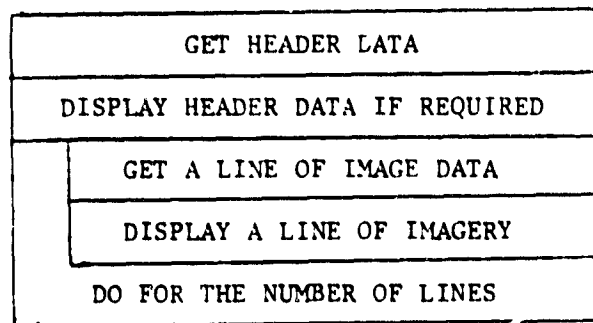 GET HEADER DATA
DISPLAY HEADER DATA IF REQUIRED
GET A LINE OF IMAGE DATA
DISPLAY A LINE OF IMAGERY
DO FOR THE NUMBER OF LINES